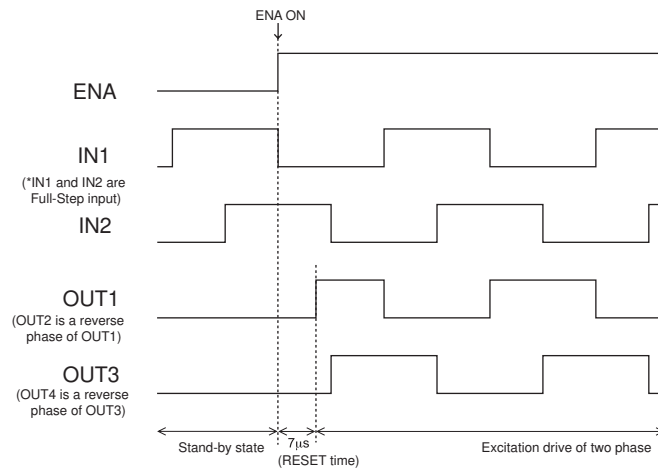 ENA ON
ENA
IN1
(*IN1 and IN2 are
Full-Step input)
IN2
OUT1
(OUT2 is a reverse
phase of OUT1)
OUT3
(OUT4 is a reverse
phase of OUT3)
Stand-by state
7μs
(RESET time)
Excitation drive of two phase